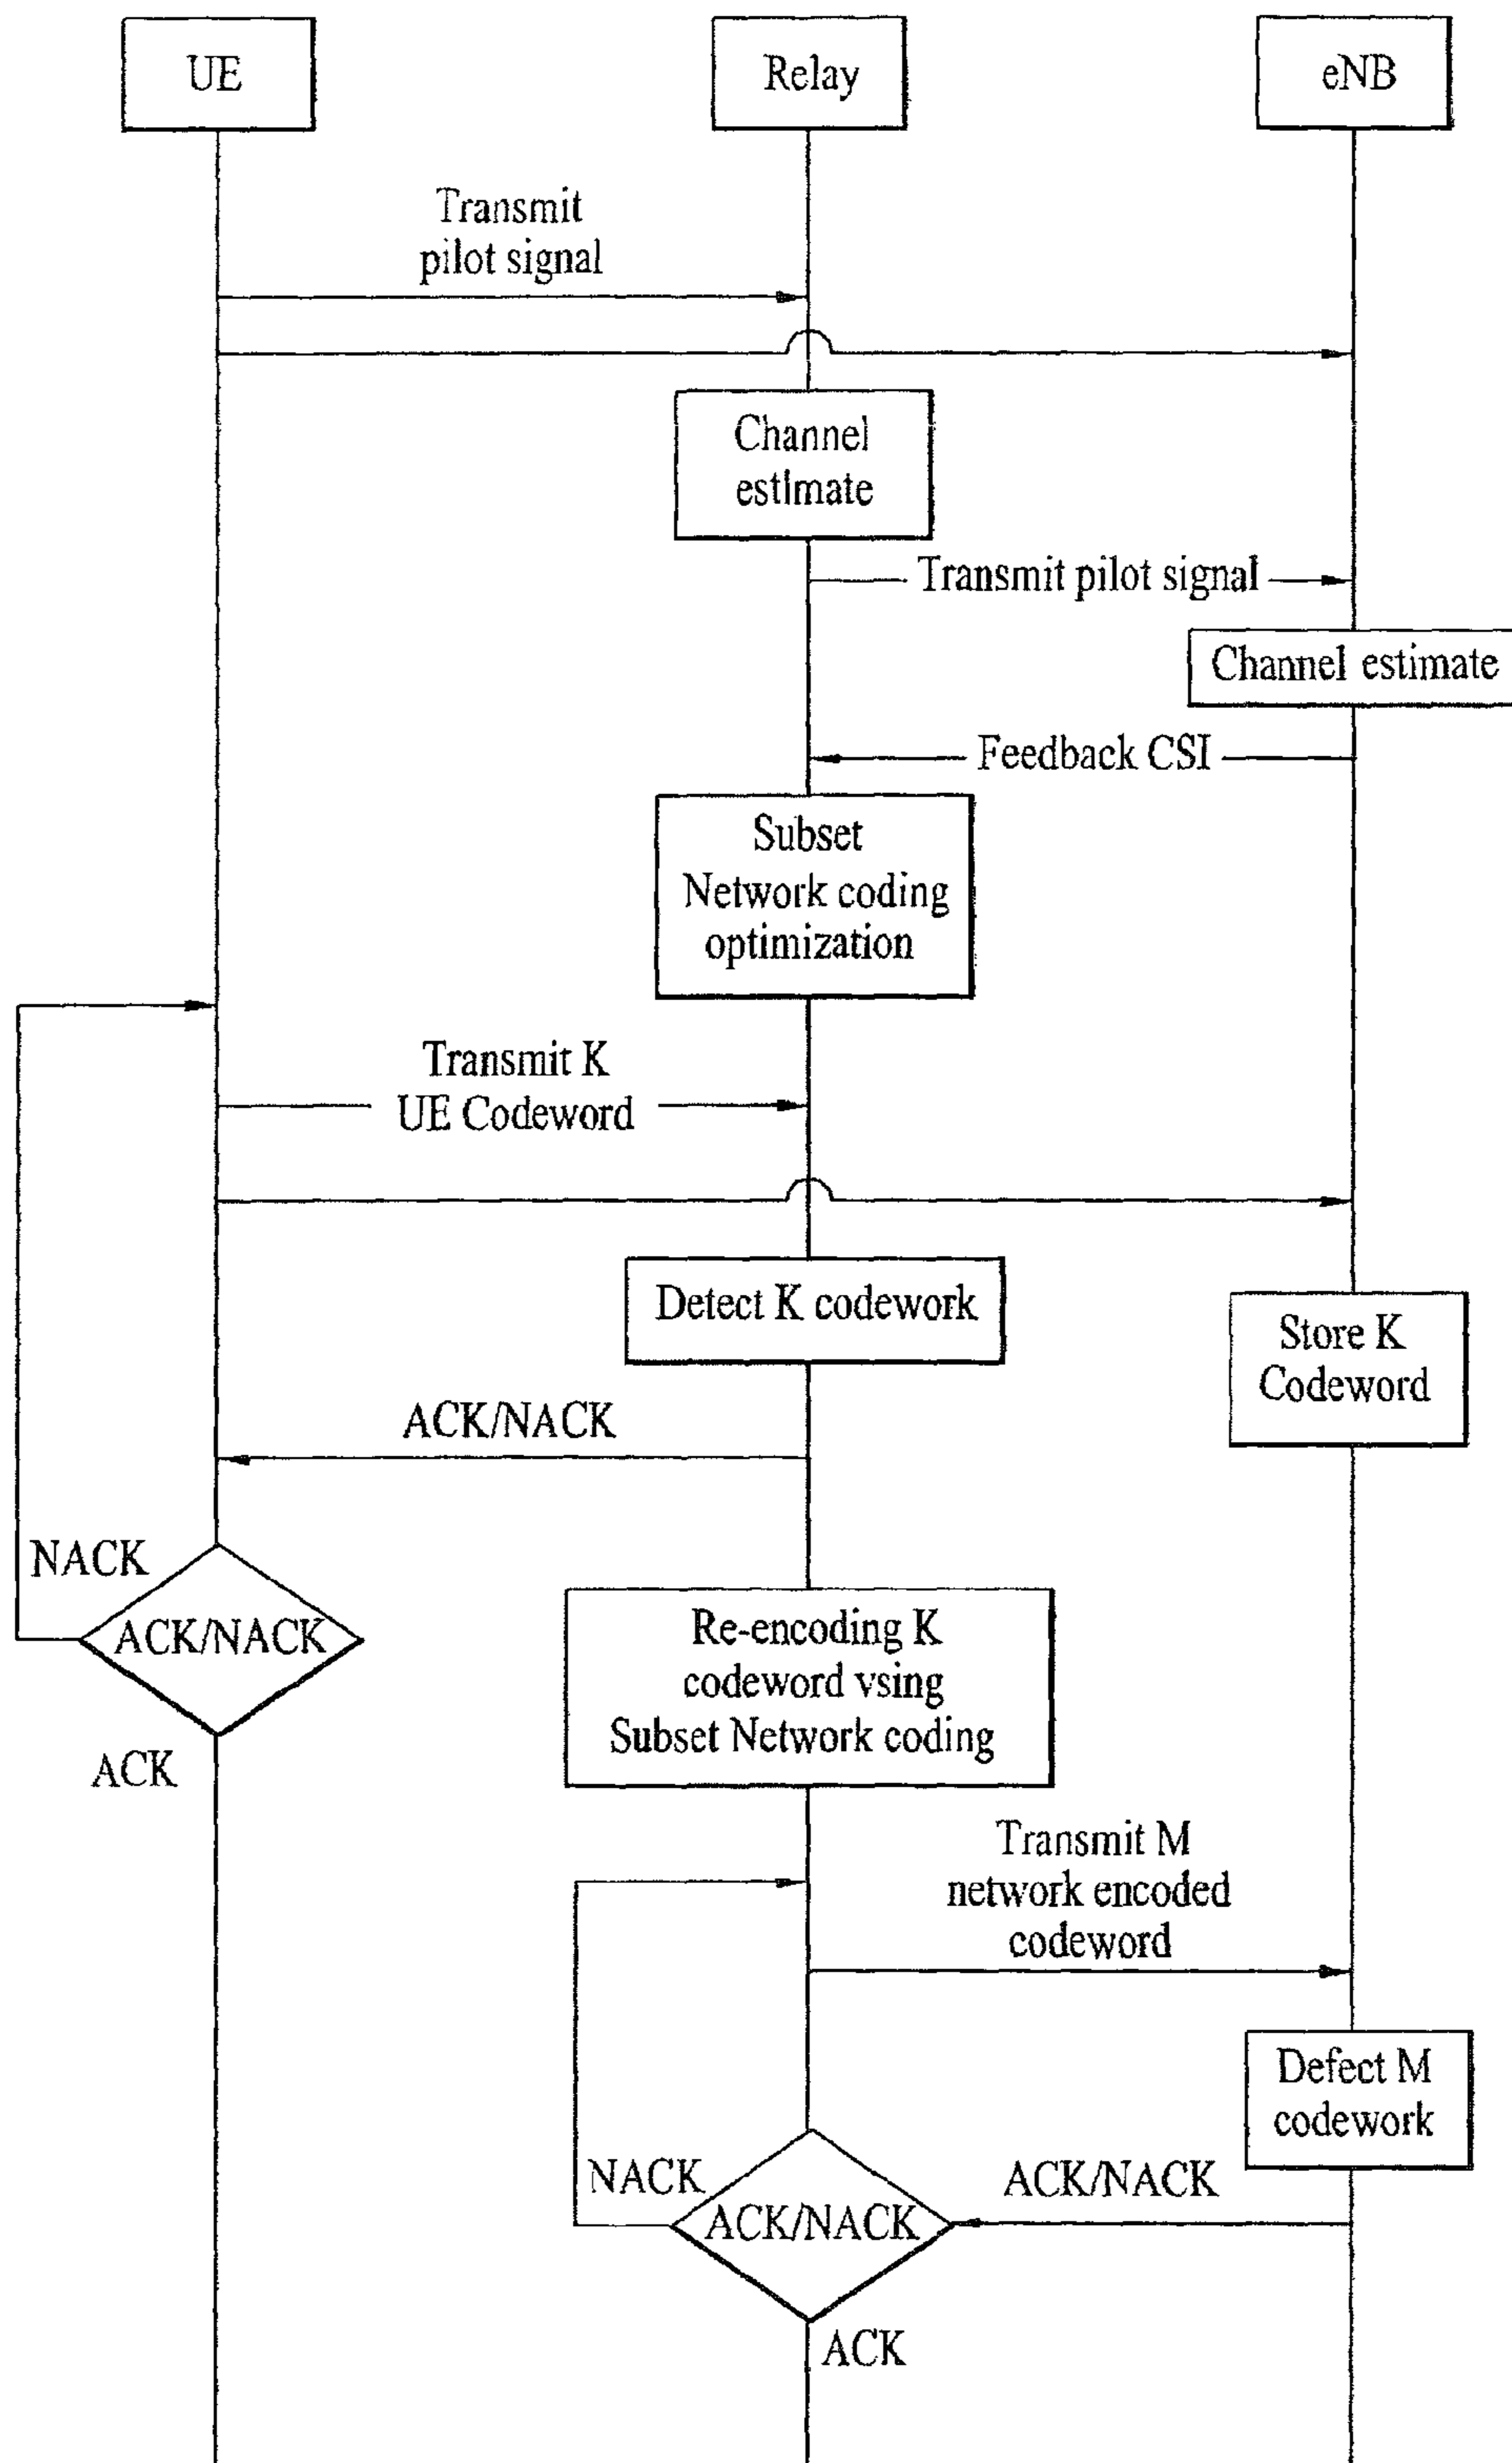 UE
Relay
eNB
Transmit
pilot signal
Channel
estimate
Transmit pilot signal
Channel estimate
Feedback CSI
Subset
Network coding
optimization
Transmit K
UE Codeword
Detect K codework
Store K
Codeword
ACK/NACK
NACK
ACK/NACK
Re-encoding K
codeword vsing
Subset Network coding
ACK
Transmit M
network encoded
codeword
Defect M
codework
NACK
ACK/NACK
ACK/NACK
ACK